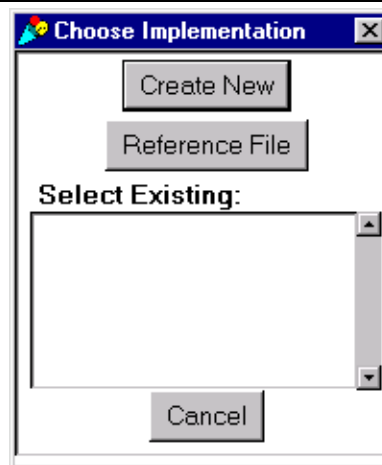 Choose Implementation
Create New
Reference File
Select Existing:
Cancel